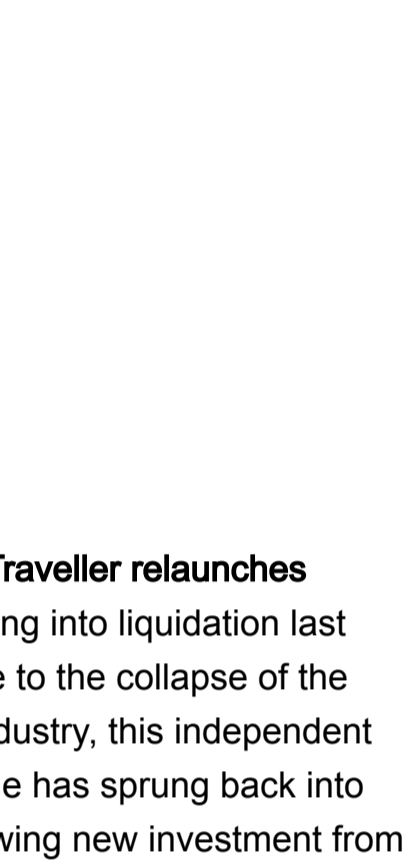 Traveller relaunches
ng into liquidation last
to the collapse of the
dustry, this independent
e has sprung back into
wing new investment from